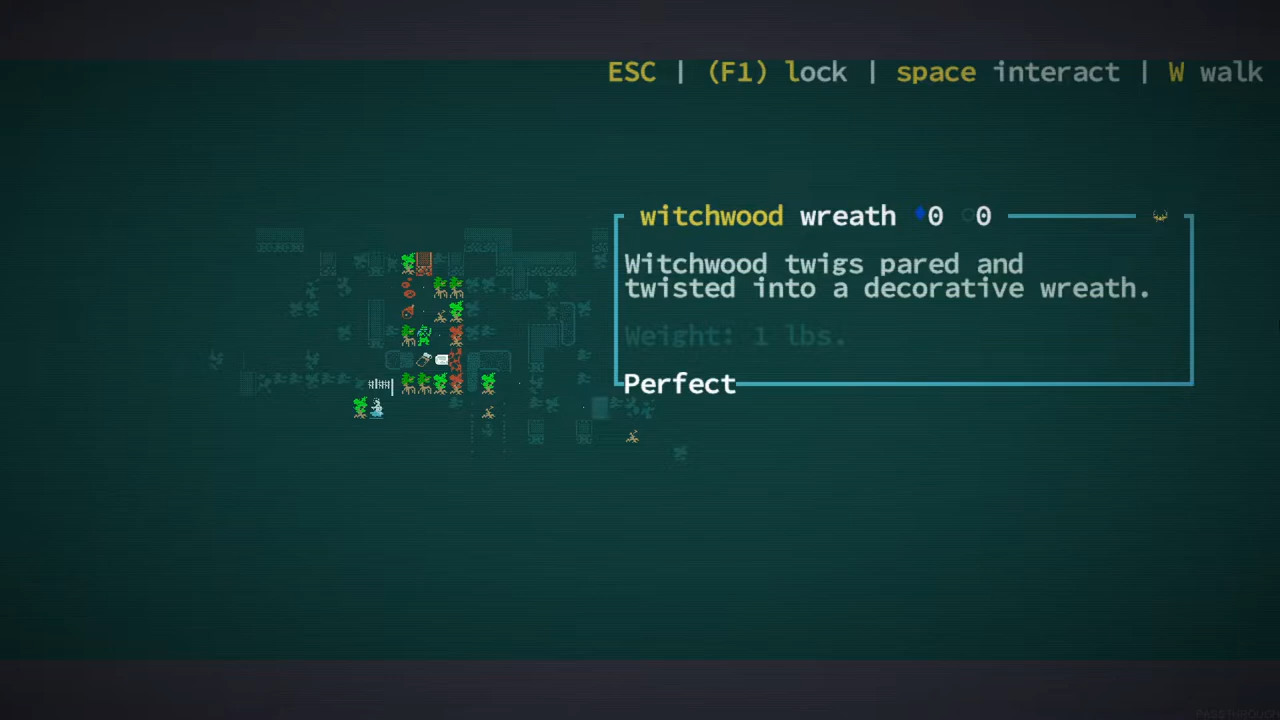 ESC | (F1) lock | space interact | W walk
witchwood wreath ♦0 ○0
Witchwood twigs pared and
twisted into a decorative wreath.
Weight: 1 lbs.
Perfect